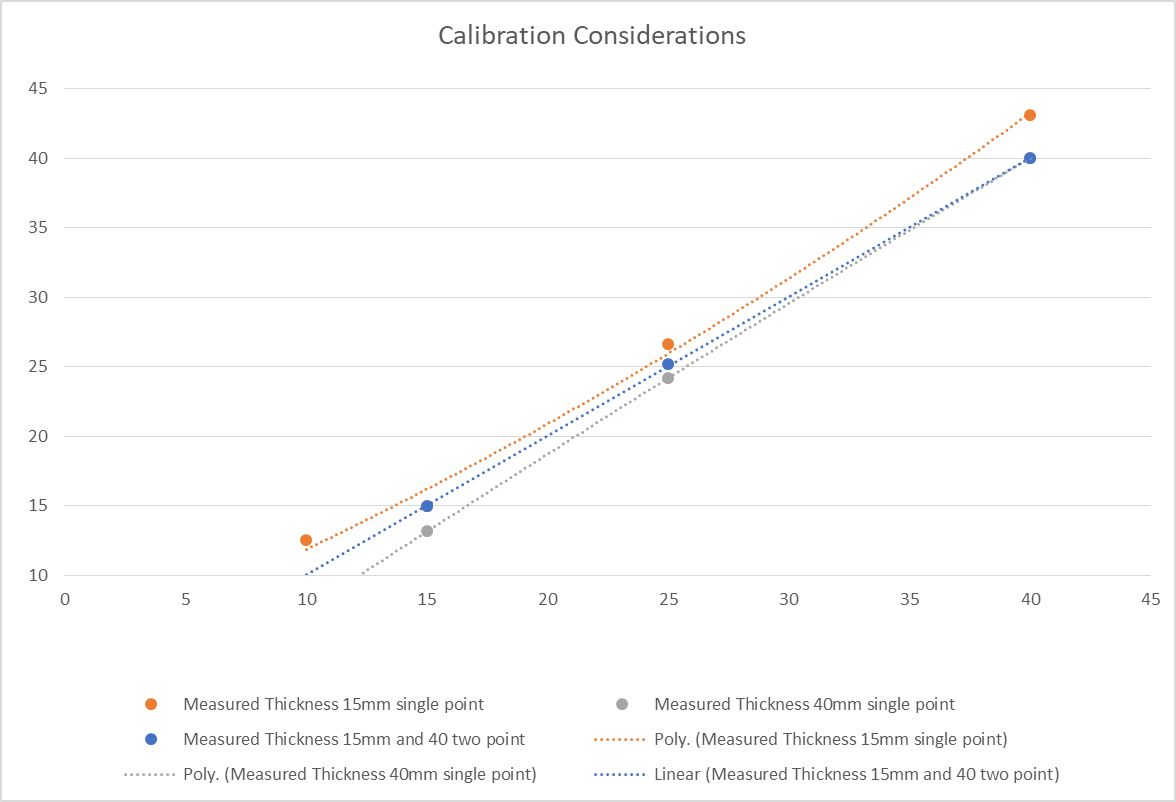 Calibration Considerations
45
40
35
30
25
20
15
10
0 5 10 15 20 25 30 35 40 45
Measured Thickness 15mm single point Measured Thickness 40mm single point
Measured Thickness 15mm and 40 two point Poly. (Measured Thickness 15mm single point)
Poly. (Measured Thickness 40mm single point) Linear (Measured Thickness 15mm and 40 two point)